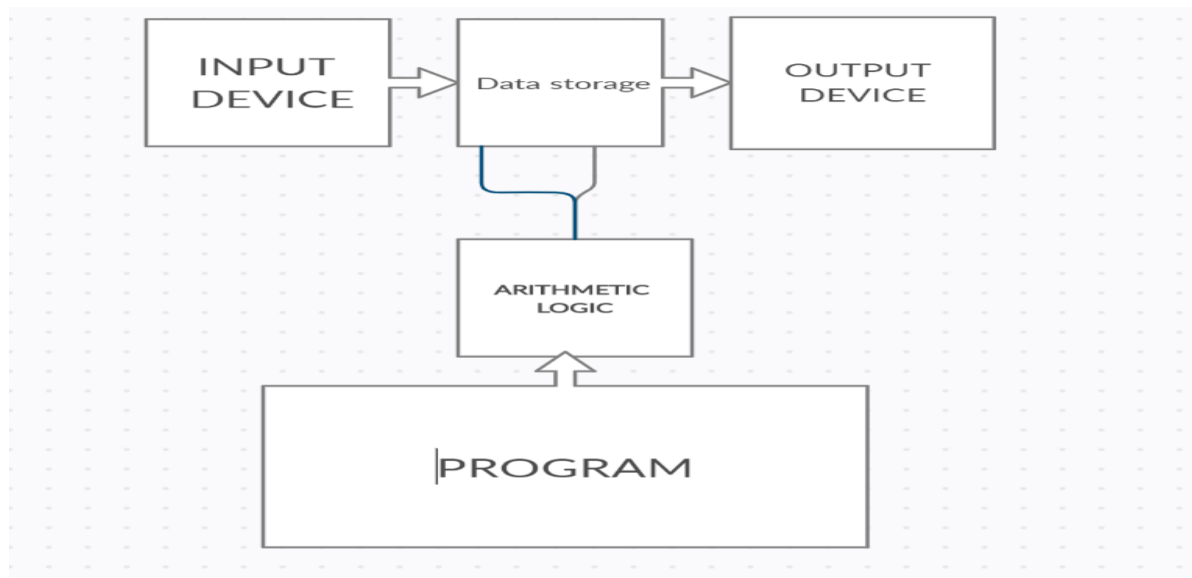 INPUT
DEVICE
Data storage
OUTPUT
DEVICE
ARITHMETIC
LOGIC
PROGRAM